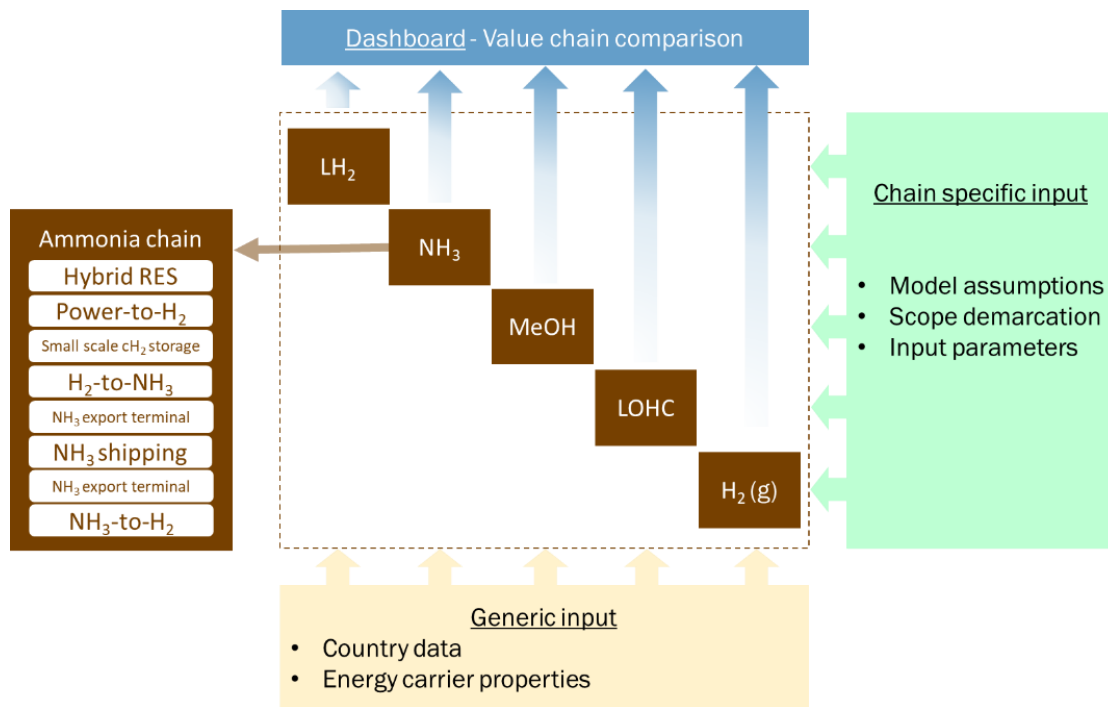 Dashboard - Value chain comparison
LH₂
NH₃
MeOH
LOHC
H₂ (g)
Ammonia chain
Hybrid RES
Power-to-H₂
Small scale cH₂ storage
H₂-to-NH₃
NH₃ export terminal
NH₃ shipping
NH₃ export terminal
NH₃-to-H₂
Chain specific input
• Model assumptions
• Scope demarcation
• Input parameters
Generic input
• Country data
• Energy carrier properties